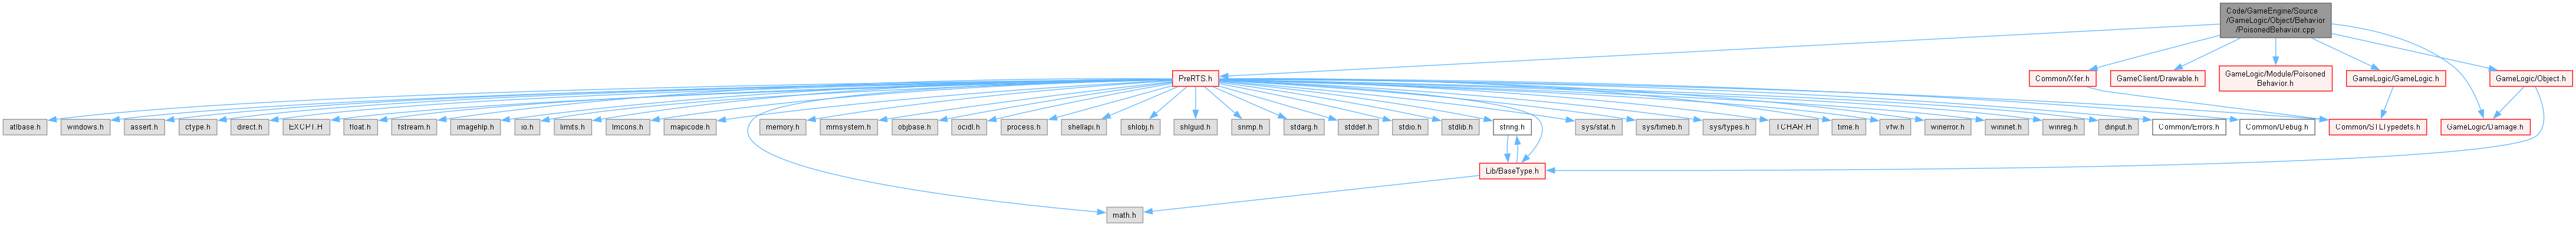 Code/GameEngine/Source
/GameLogic/Object/Behavior
/PoisonedBehavior.cpp
PreRTS.h
Common/Xfer.h
GameClient/Drawable.h
GameLogic/Module/Poisoned
Behavior.h
GameLogic/GameLogic.h
GameLogic/Object.h
atlbase.h
windows.h
assert.h
ctype.h
direct.h
EXCPT.H
float.h
fstream.h
imagehlp.h
io.h
limits.h
lmcons.h
mapicode.h
memory.h
mmsystem.h
objbase.h
ocidl.h
process.h
shellapi.h
shlobj.h
shlguid.h
snmp.h
stdarg.h
stddef.h
stdio.h
stdlib.h
string.h
sys/stat.h
sys/timeb.h
sys/types.h
TCHAR.H
time.h
vfw.h
winerror.h
wininet.h
winreg.h
dinput.h
Common/Errors.h
Common/Debug.h
Common/STLTypedefs.h
GameLogic/Damage.h
Lib/BaseType.h
math.h